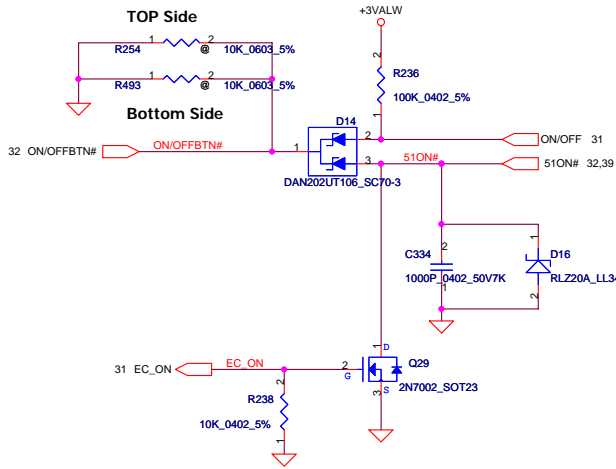 TOP Side
+3VALW
1 2
R254 @ 10K_0603_5%
2
R236
1 2
R493 @ 10K_0603_5%
100K_0402_5%
1
Bottom Side
D14
2 ON/OFF 31
32 ON/OFFBTN# ON/OFFBTN# 1
3 51ON# 51ON# 32,39
DAN202UT106_SC70-3
2 1
C334 D16
1000P_0402_50V7K RLZ20A_LL34
1 2
1 D
31 EC_ON EC_ON 2 Q29
G
2N7002_SOT23
S
2 3
R238
10K_0402_5%
1